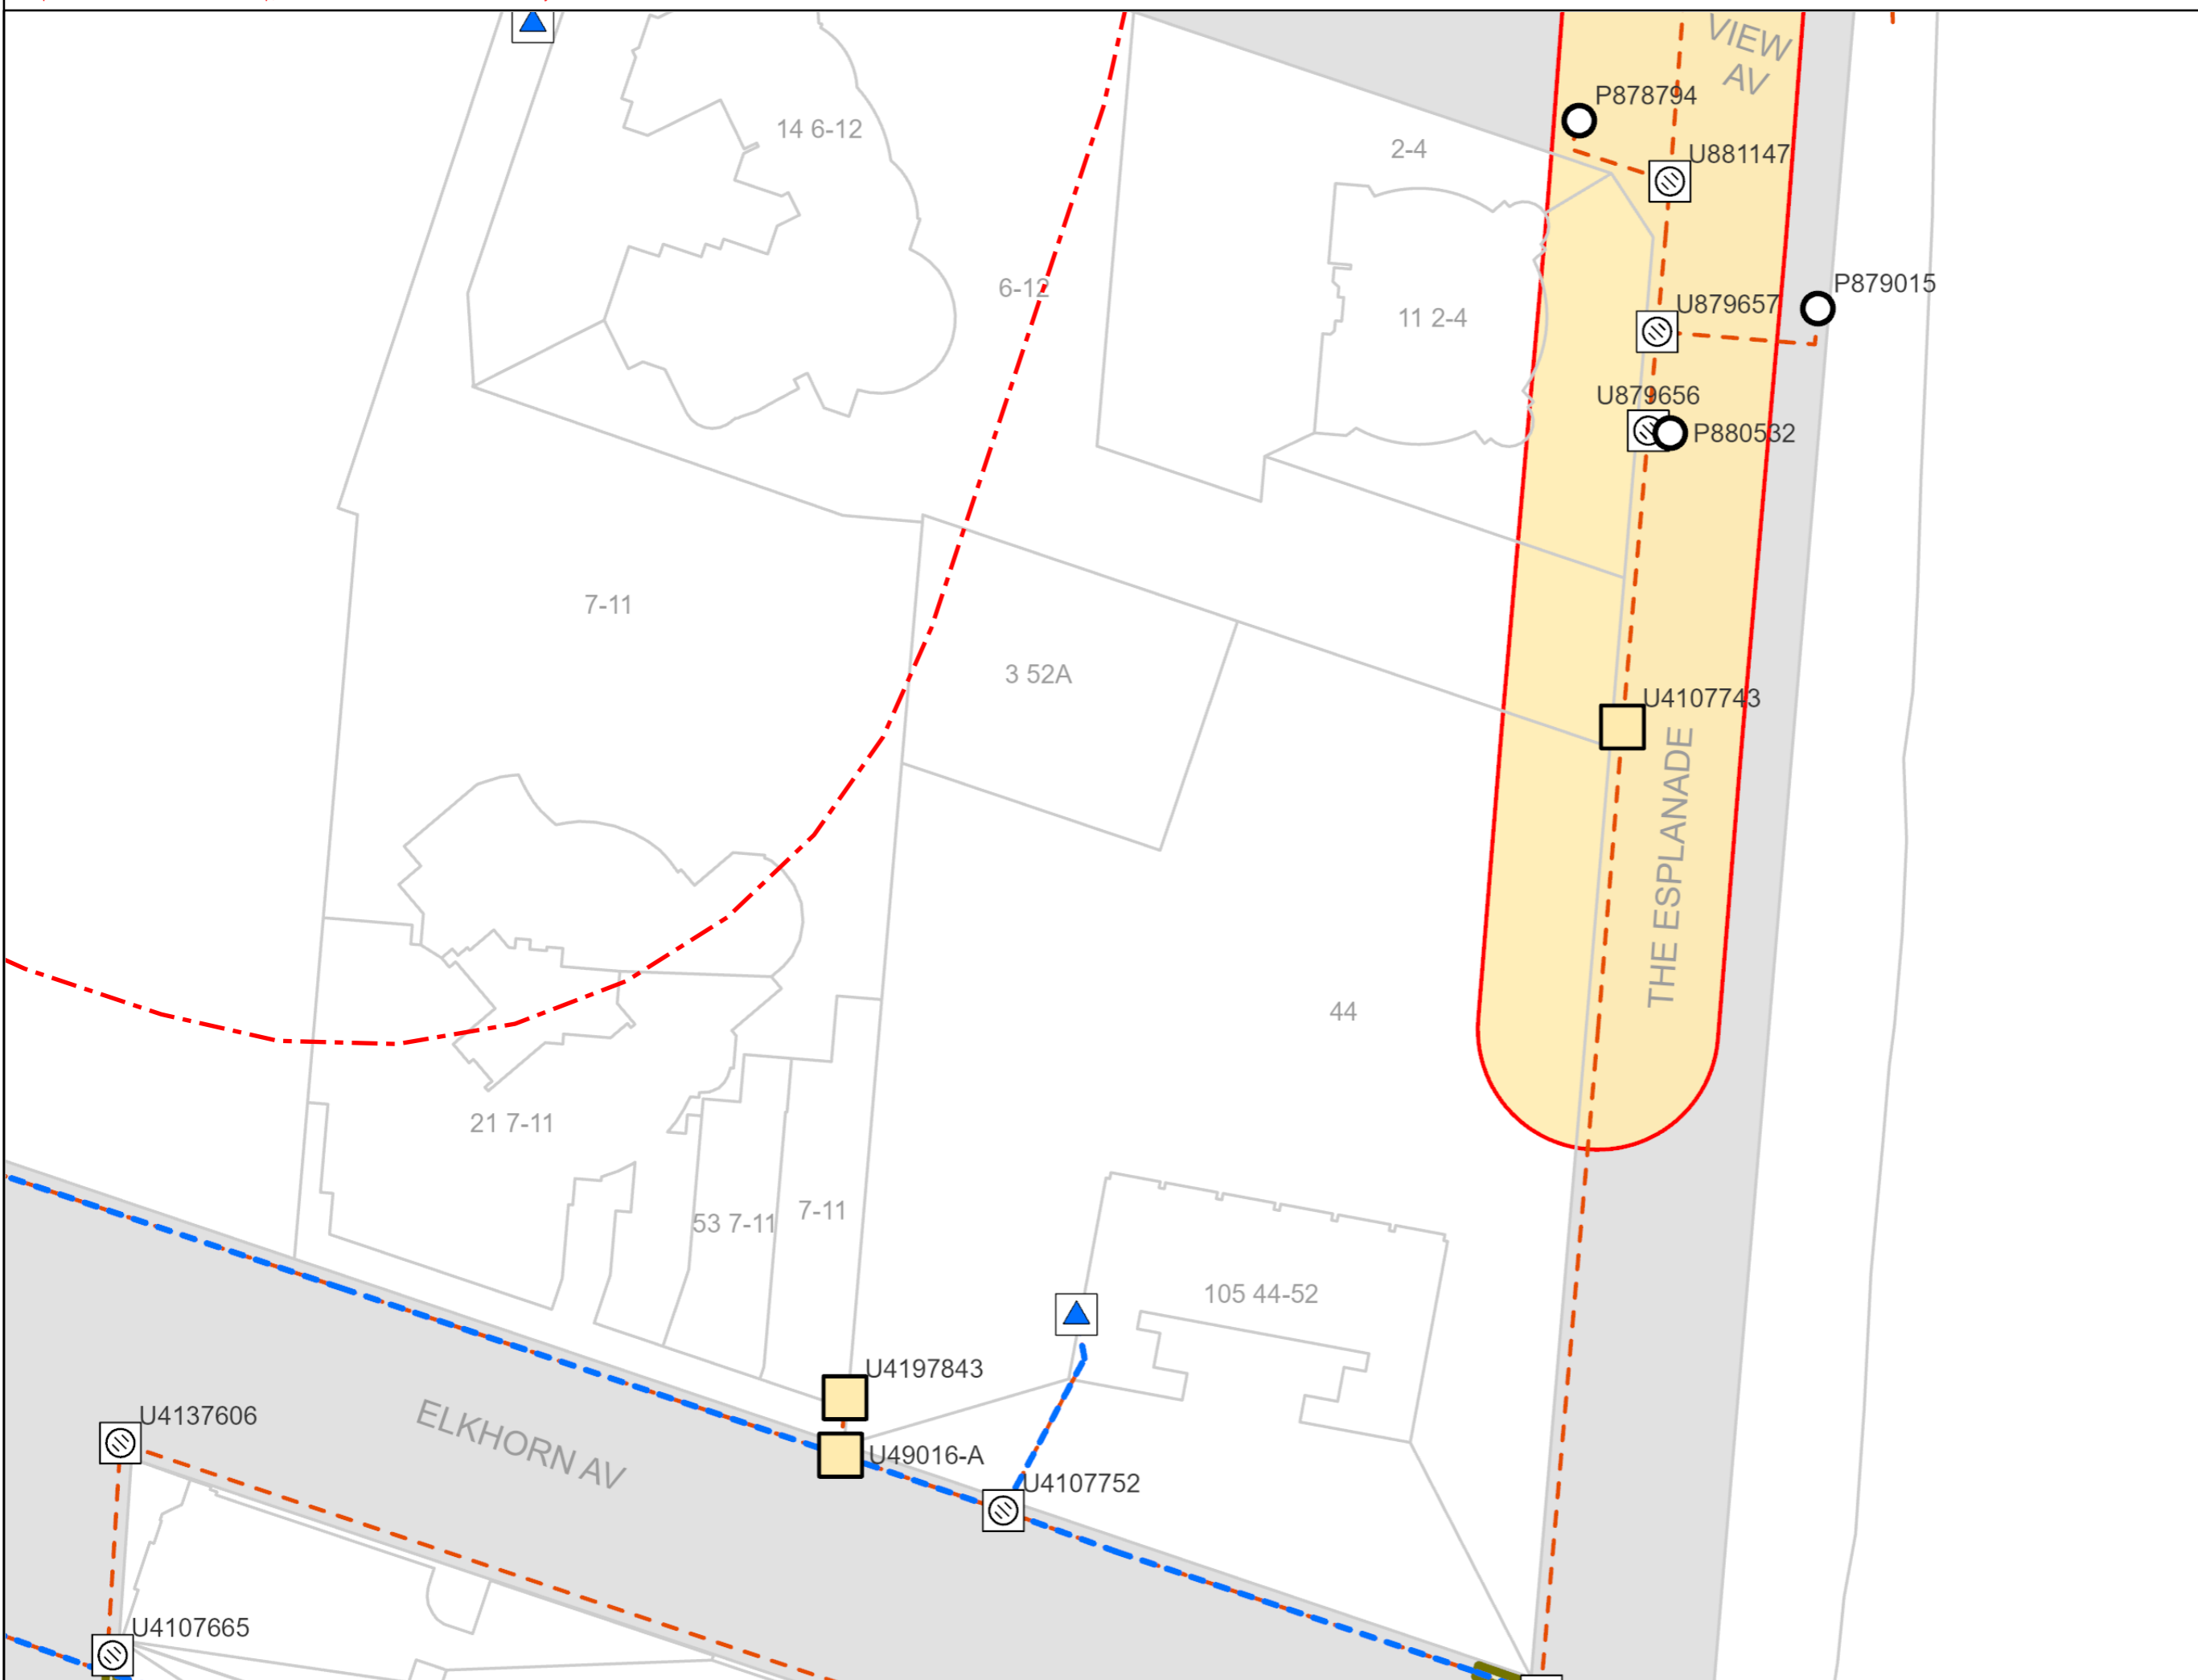 VIEW
AV
P878794
14 6-12
2-4
U881147
6-12
P879015
U879657
11 2-4
U879656
P880532
7-11
3 52A
U4107743
THE ESPLANADE
44
21 7-11
53 7-11
7-11
105 44-52
U4197843
U4137606
ELKHORN AV
U49016-A
U4107752
U4107665